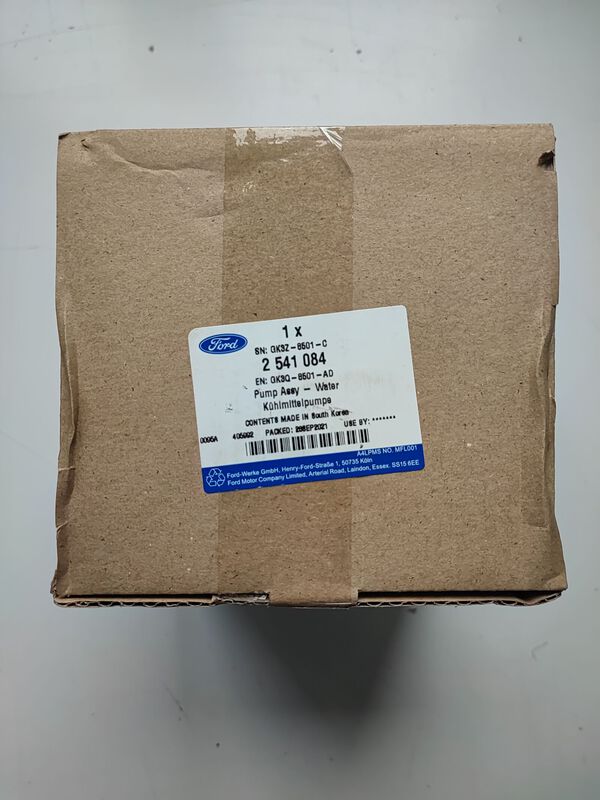 Ford
1 x
SN: GK3Z-8501-C
2 541 084
EN: GK3Q-8501-AD
Pump Assy - Water
Kühlmittelpumpe
CONTENTS MADE IN South Korea
0095A 405992 PACKED: 28SEP2021 USE BY: *******
A4LPMS NO. MFL001
Ford-Werke GmbH, Henry-Ford-Straße 1, 50735 Köln
Ford Motor Company Limited, Arterial Road, Laindon, Essex. SS15 6EE